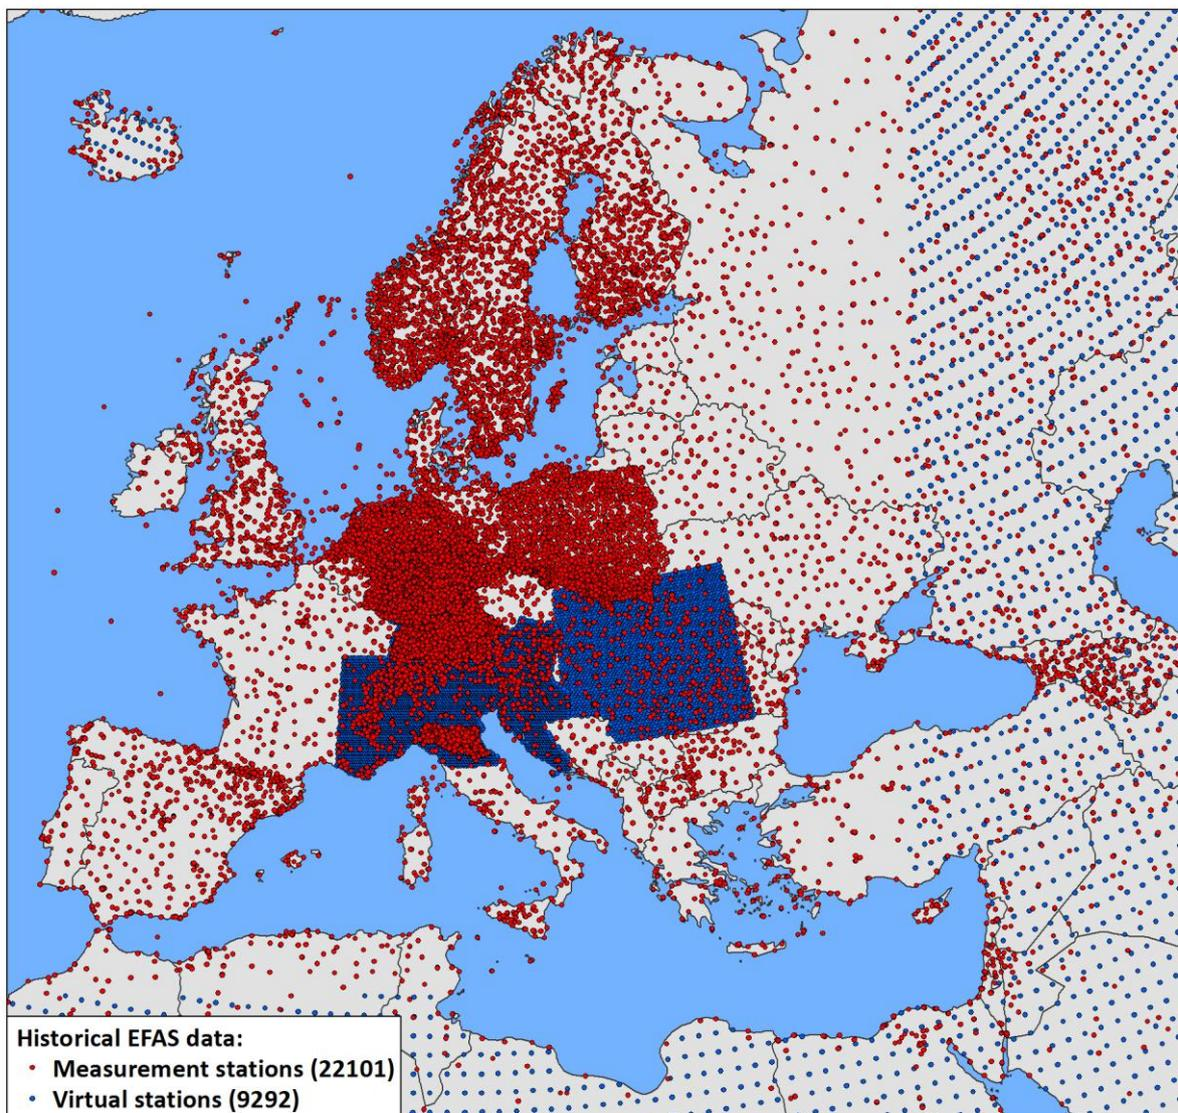 Historical EFAS data:
Measurement stations (22101)
Virtual stations (9292)